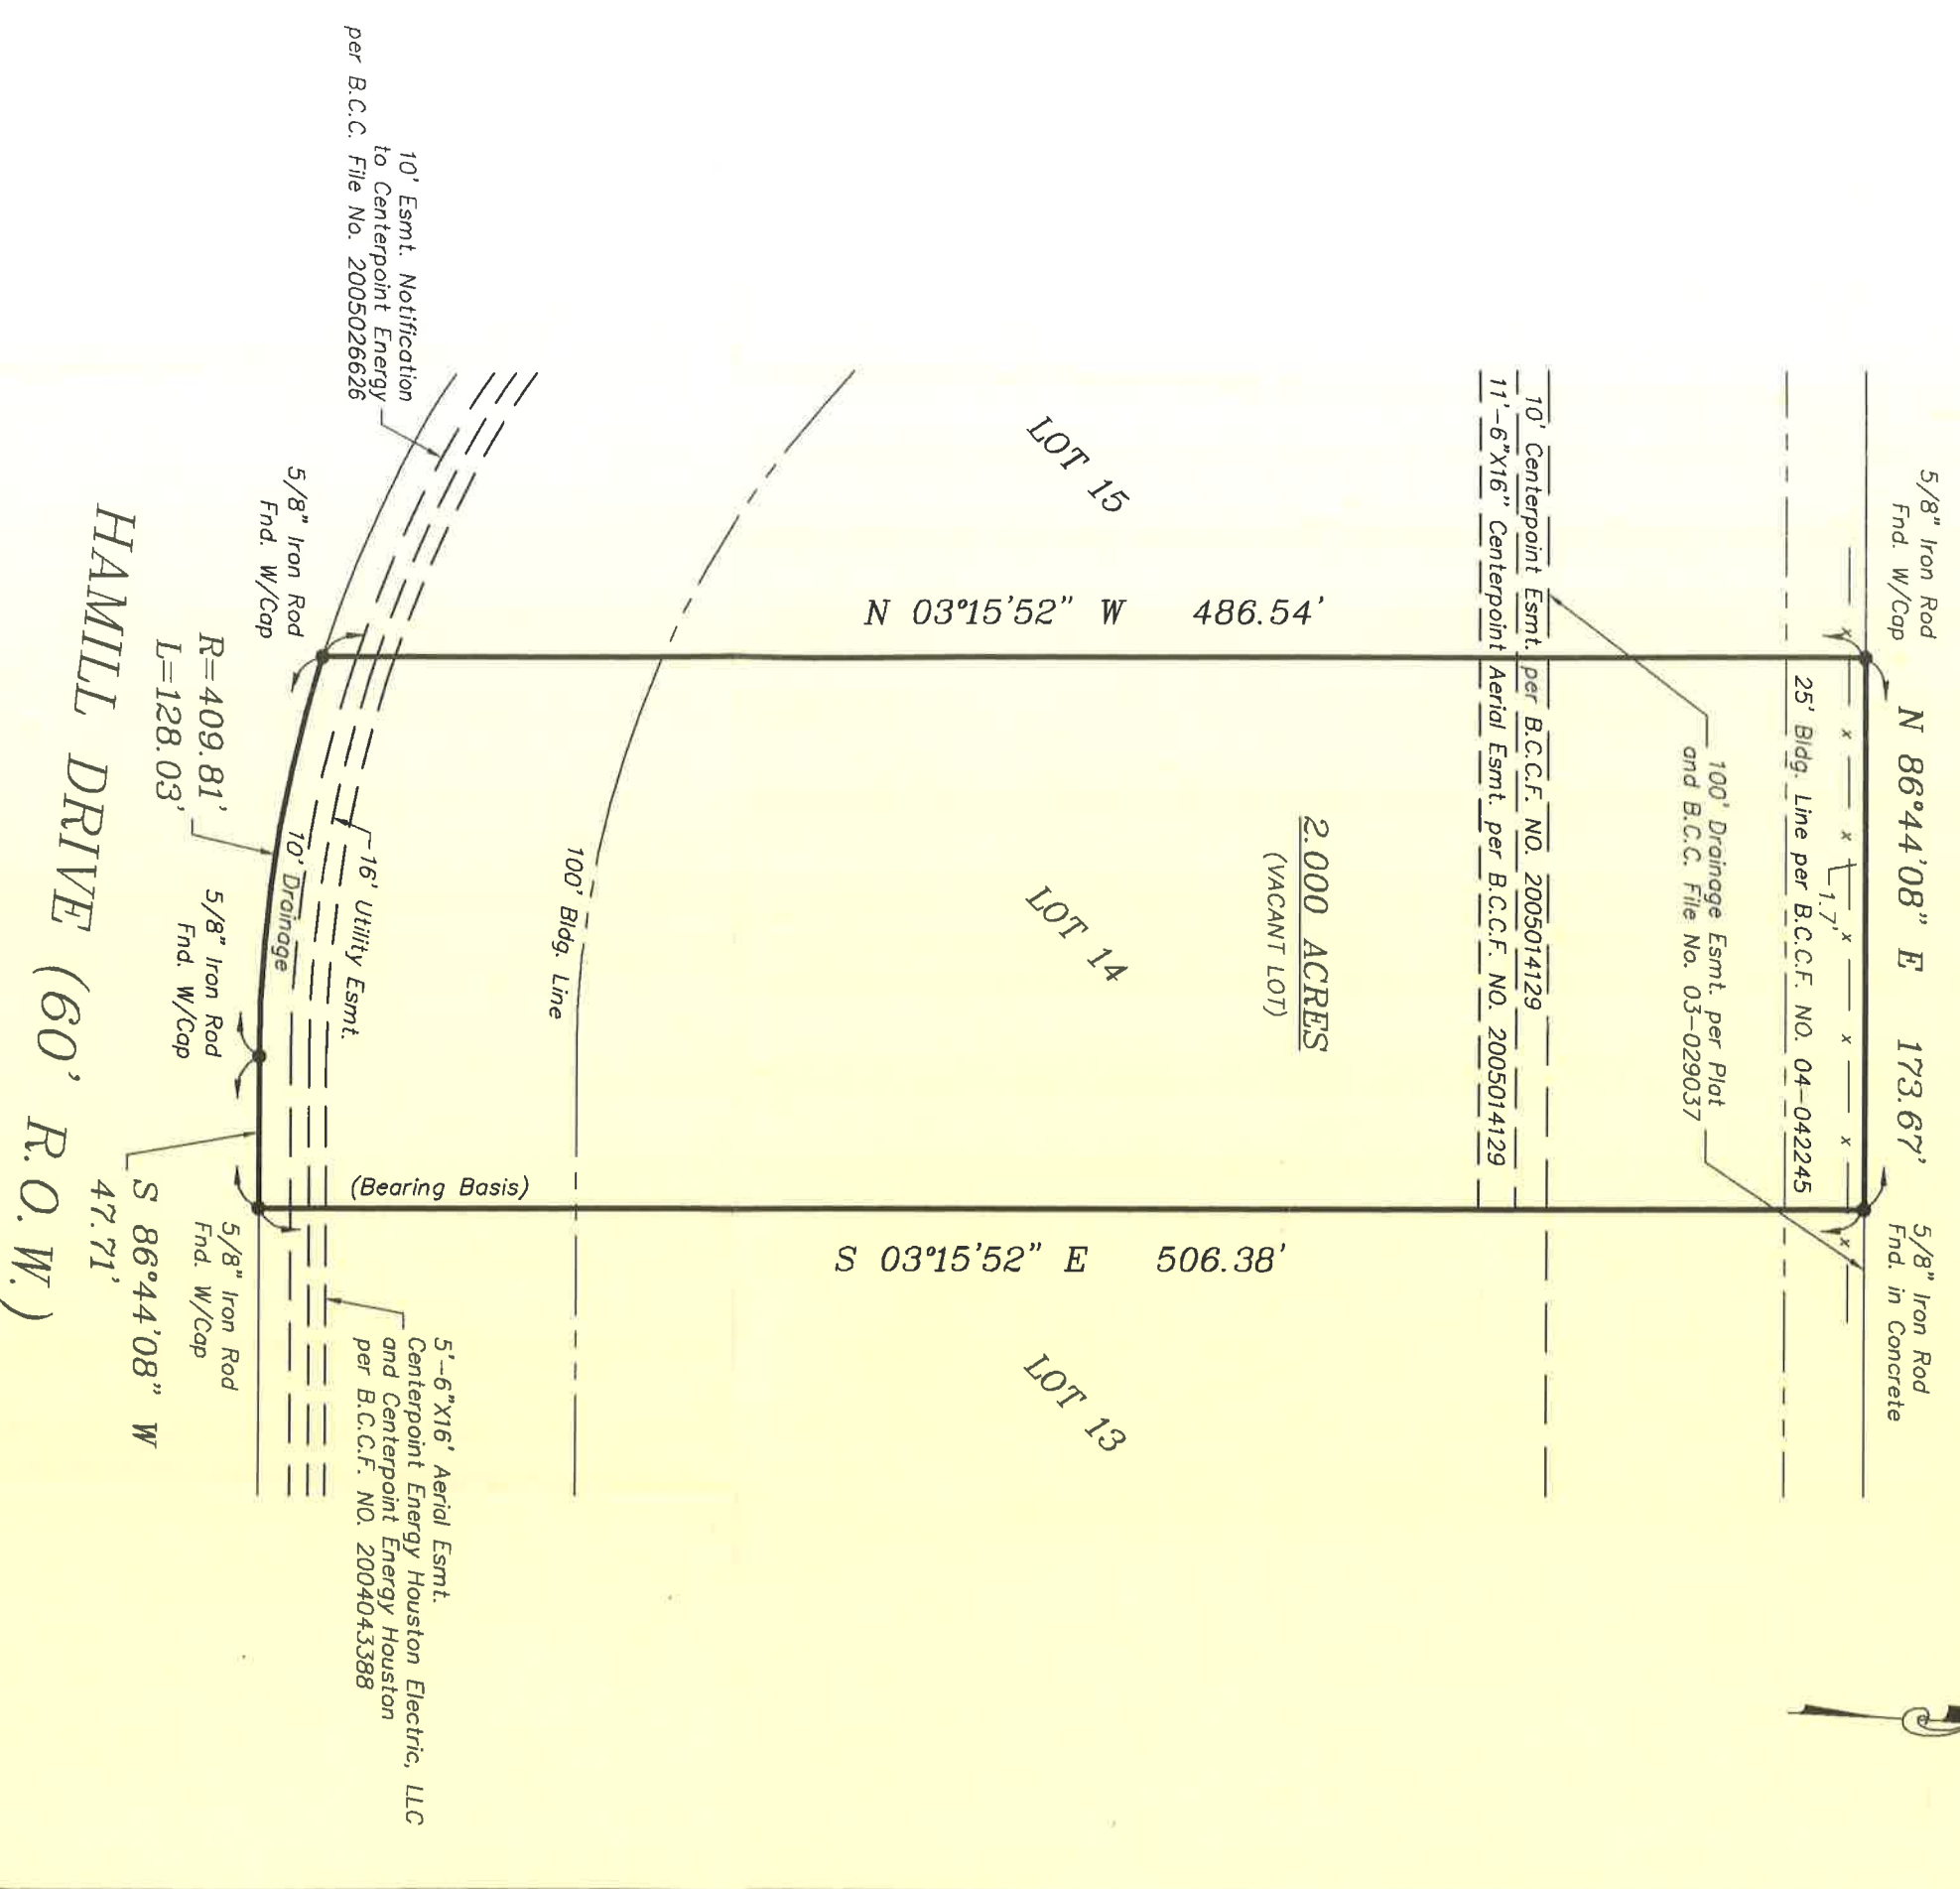 5/8" Iron Rod
Fnd. W/Cap
N 86°44'08" E 173.67'
5/8" Iron Rod
Fnd. in Concrete
1.7'
25' Bldg. Line per B.C.C.F. NO. 04-042245
100' Drainage Esmt. per Plat
and B.C.C. File No. 03-029037
10' Centerpoint Esmt. per B.C.C.F. NO. 2005014129
11'-6"X16" Centerpoint Aerial Esmt. per B.C.C.F. NO. 2005014129
2.000 ACRES
(VACANT LOT)
LOT 15
LOT 14
LOT 13
N 03°15'52" W 486.54'
S 03°15'52" E 506.38'
(Bearing Basis)
100' Bldg. Line
16' Utility Esmt.
10' Drainage
10' Esmt. Notification
to Centerpoint Energy
per B.C.C. File No. 2005026626
5'-6"X16' Aerial Esmt.
Centerpoint Energy Houston Electric, LLC
and Centerpoint Energy Houston
per B.C.C.F. NO. 2004043388
5/8" Iron Rod
Fnd. W/Cap
R=409.81'
L=128.03'
5/8" Iron Rod
Fnd. W/Cap
5/8" Iron Rod
Fnd. W/Cap
S 86°44'08" W
47.71'
HAMILL DRIVE (60' R.O.W.)